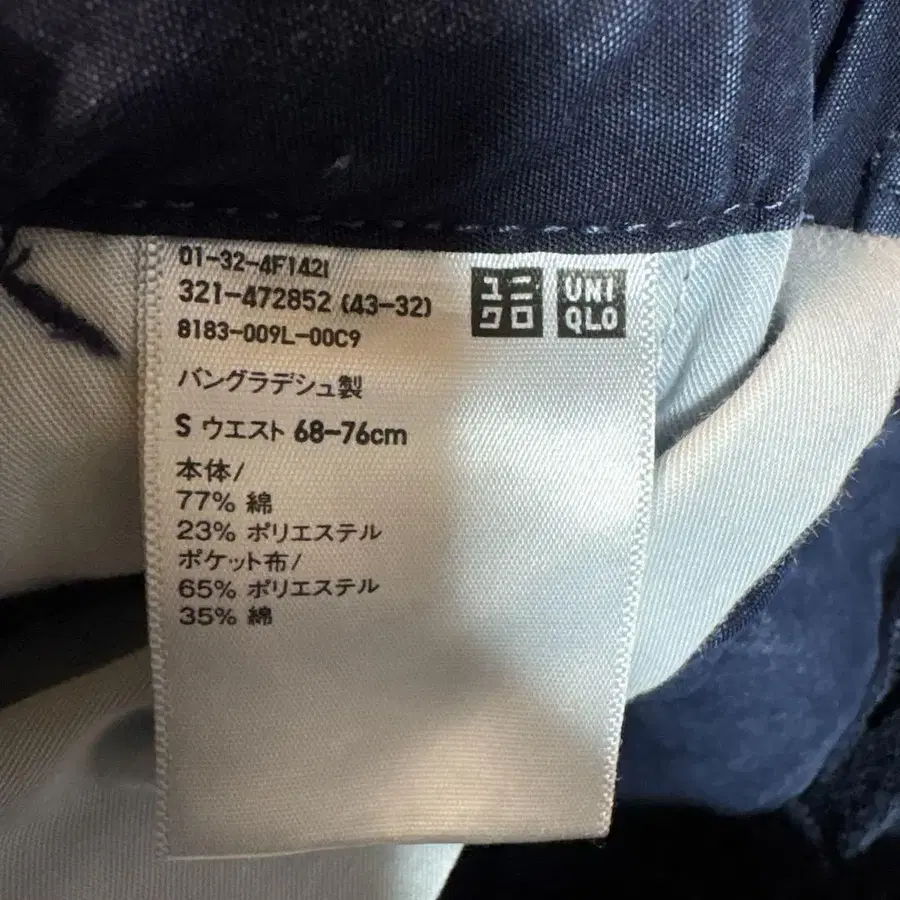 01-32-4F142I
321-472852 (43-32)
8183-009L-00C9
ユニクロ
UNIQLO
バングラデシュ製
S ウエスト 68-76cm
本体/
77% 綿
23% ポリエステル
ポケット布/
65% ポリエステル
35% 綿